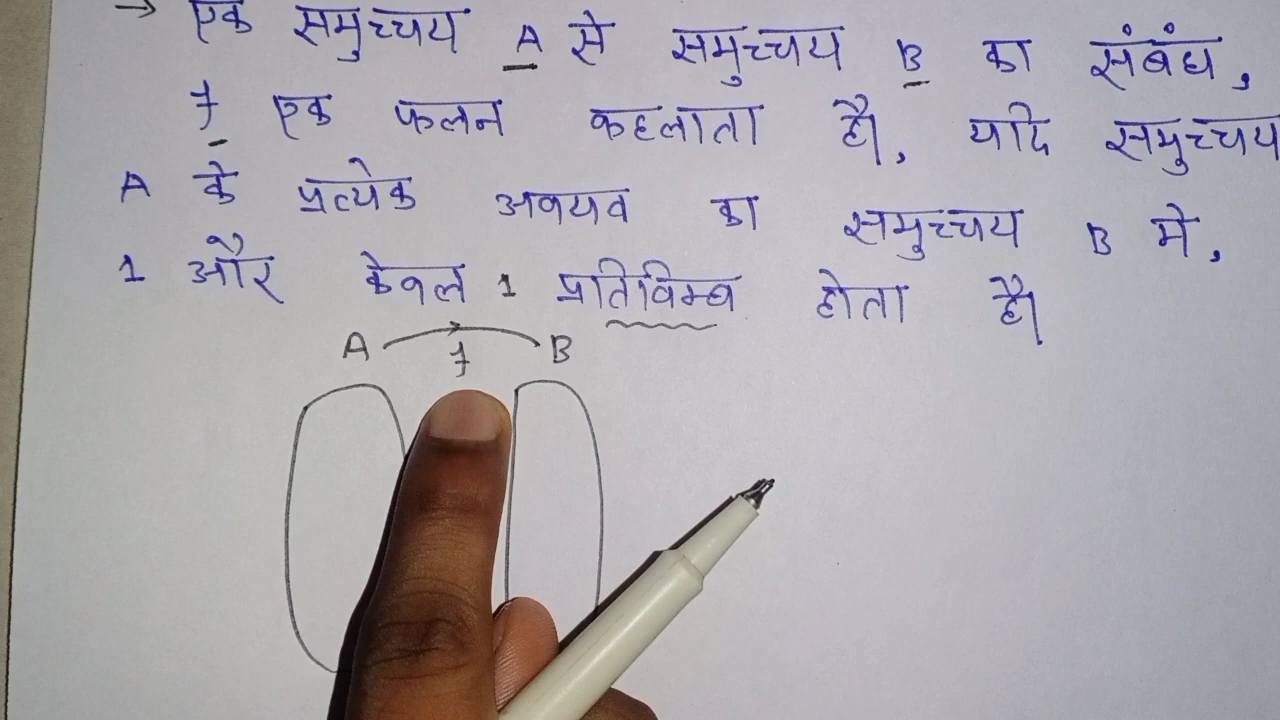 → एक समुच्चय A से समुच्चय B का संबंध,
f एक फलन कहलाता है, यदि समुच्चय
A के प्रत्येक अवयव का समुच्चय B मे,
1 और केवल 1 प्रतिविम्ब होता है
A f B